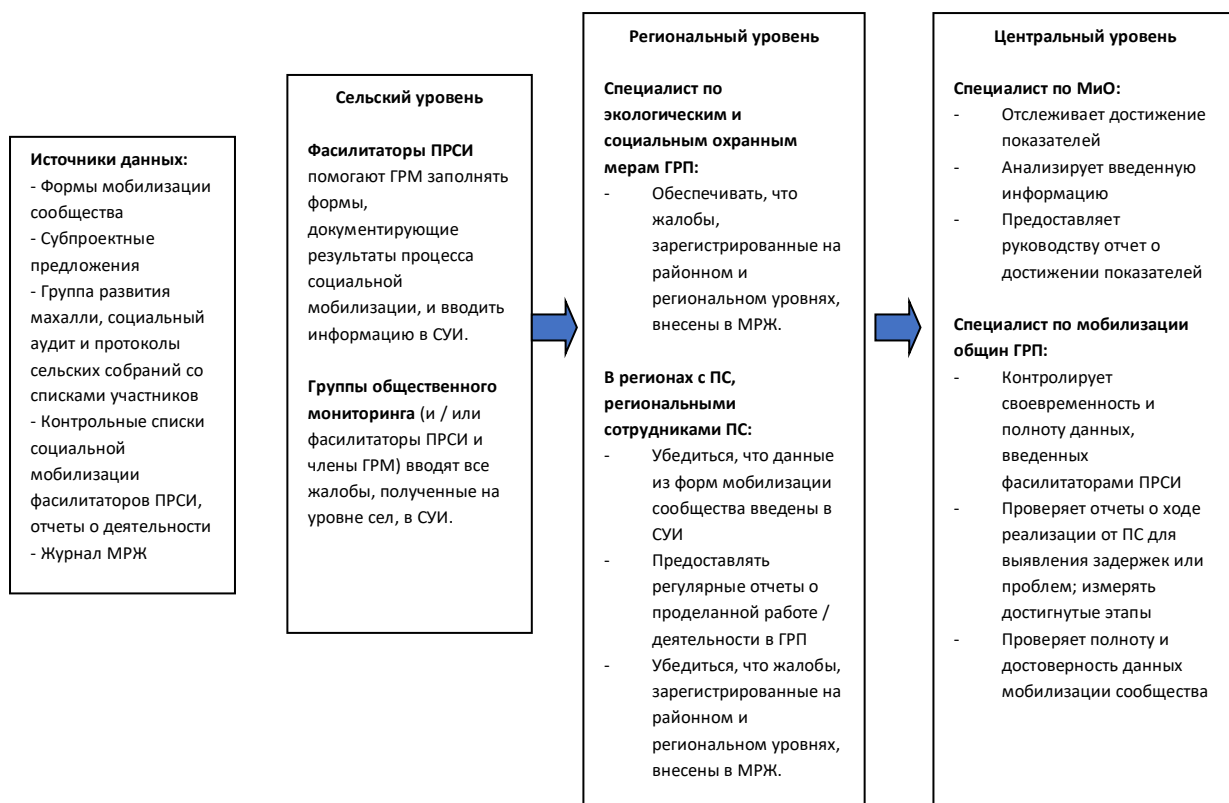 Источники данных:
- Формы мобилизации
сообщества
- Субпроектные
предложения
- Группа развития
махалли, социальный
аудит и протоколы
сельских собраний со
списками участников
- Контрольные списки
социальной
мобилизации
фасилитаторов ПРСИ,
отчеты о деятельности
- Журнал МРЖ
Сельский уровень
Фасилитаторы ПРСИ
помогают ГРМ заполнять
формы,
документирующие
результаты процесса
социальной
мобилизации, и вводить
информацию в СУИ.
Группы общественного
мониторинга (и / или
фасилитаторы ПРСИ и
члены ГРМ) вводят все
жалобы, полученные на
уровне сел, в СУИ.
Региональный уровень
Специалист по
экологическим и
социальным охранным
мерам ГРП:
- Обеспечивать, что
жалобы,
зарегистрированные на
районном и
региональном уровнях,
внесены в МРЖ.
В регионах с ПС,
региональными
сотрудниками ПС:
- Убедиться, что данные
из форм мобилизации
сообщества введены в
СУИ
- Предоставлять
регулярные отчеты о
проделанной работе /
деятельности в ГРП
- Убедиться, что жалобы,
зарегистрированные на
районном и
региональном уровнях,
внесены в МРЖ.
Центральный уровень
Специалист по МиО:
- Отслеживает достижение
показателей
- Анализирует введенную
информацию
- Предоставляет
руководству отчет о
достижении показателей
Специалист по мобилизации
общин ГРП:
- Контролирует
своевременность и
полноту данных,
введенных
фасилитаторами ПРСИ
- Проверяет отчеты о ходе
реализации от ПС для
выявления задержек или
проблем; измерять
достигнутые этапы
- Проверяет полноту и
достоверность данных
мобилизации сообщества